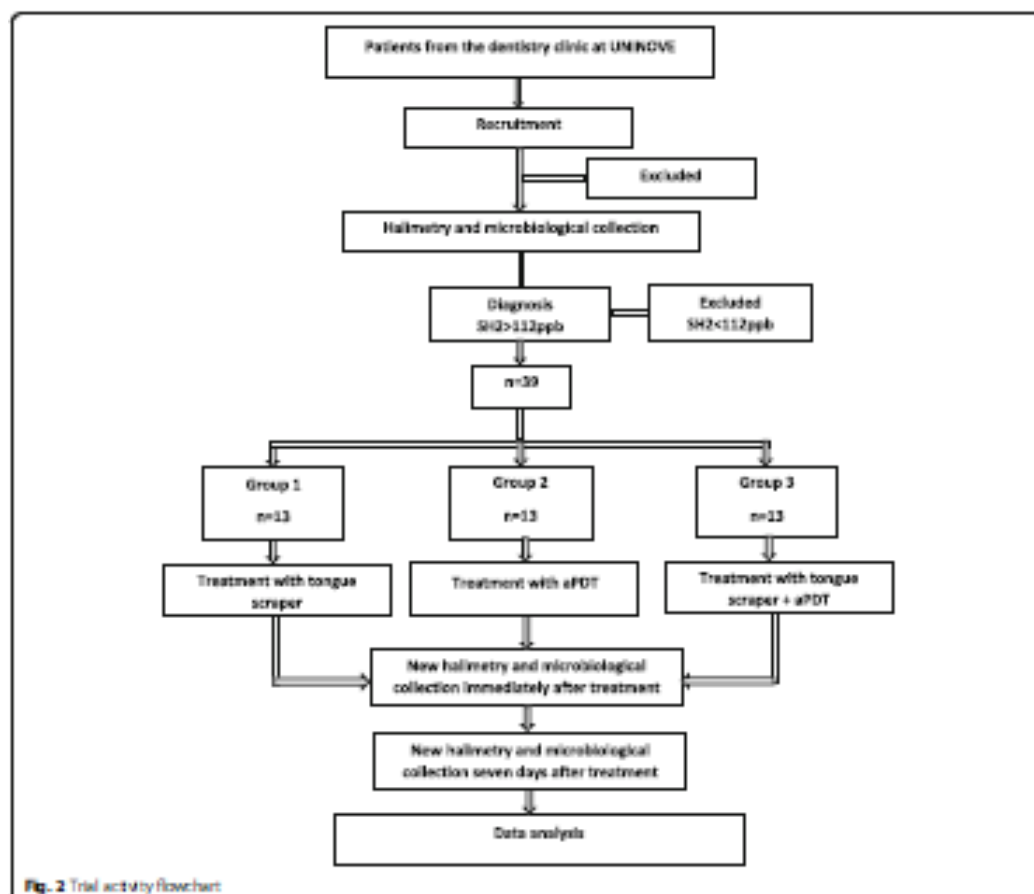 Patients from the dentistry clinic at UNINOVE
Recruitment
Excluded
Halimetry and microbiological collection
Diagnosis
SH2>112ppb
Excluded
SH2<112ppb
n=39
Group 1
n=13
Group 2
n=13
Group 3
n=13
Treatment with tongue
scraper
Treatment with aPDT
Treatment with tongue
scraper + aPDT
New halimetry and microbiological
collection immediately after treatment
New halimetry and microbiological
collection seven days after treatment
Data analysis
Fig. 2 Trial activity flowchart